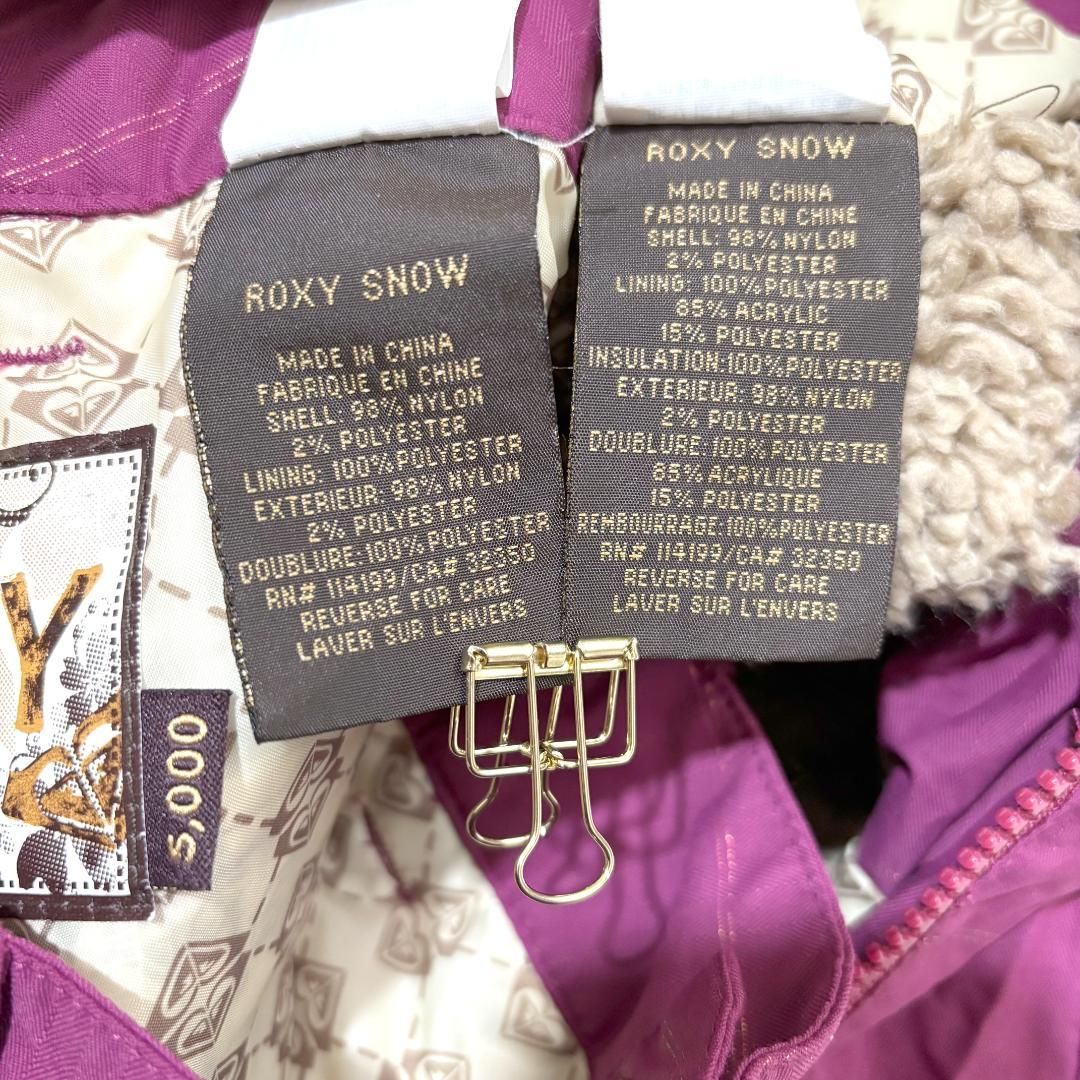 ROXY SNOW
MADE IN CHINA
FABRIQUE EN CHINE
SHELL: 98% NYLON
2% POLYESTER
LINING: 100% POLYESTER
EXTERIEUR: 98% NYLON
2% POLYESTER
DOUBLURE: 100% POLYESTER
RN# 114199/CA# 32350
REVERSE FOR CARE
LAVER SUR L'ENVERS
ROXY SNOW
MADE IN CHINA
FABRIQUE EN CHINE
SHELL: 98% NYLON
2% POLYESTER
LINING: 100% POLYESTER
85% ACRYLIC
15% POLYESTER
INSULATION: 100% POLYESTER
EXTERIEUR: 98% NYLON
2% POLYESTER
DOUBLURE: 100% POLYESTER
85% ACRYLIQUE
15% POLYESTER
REMBOURRAGE: 100% POLYESTER
RN# 114199/CA# 32350
REVERSE FOR CARE
LAVER SUR L'ENVERS
Y
5,000